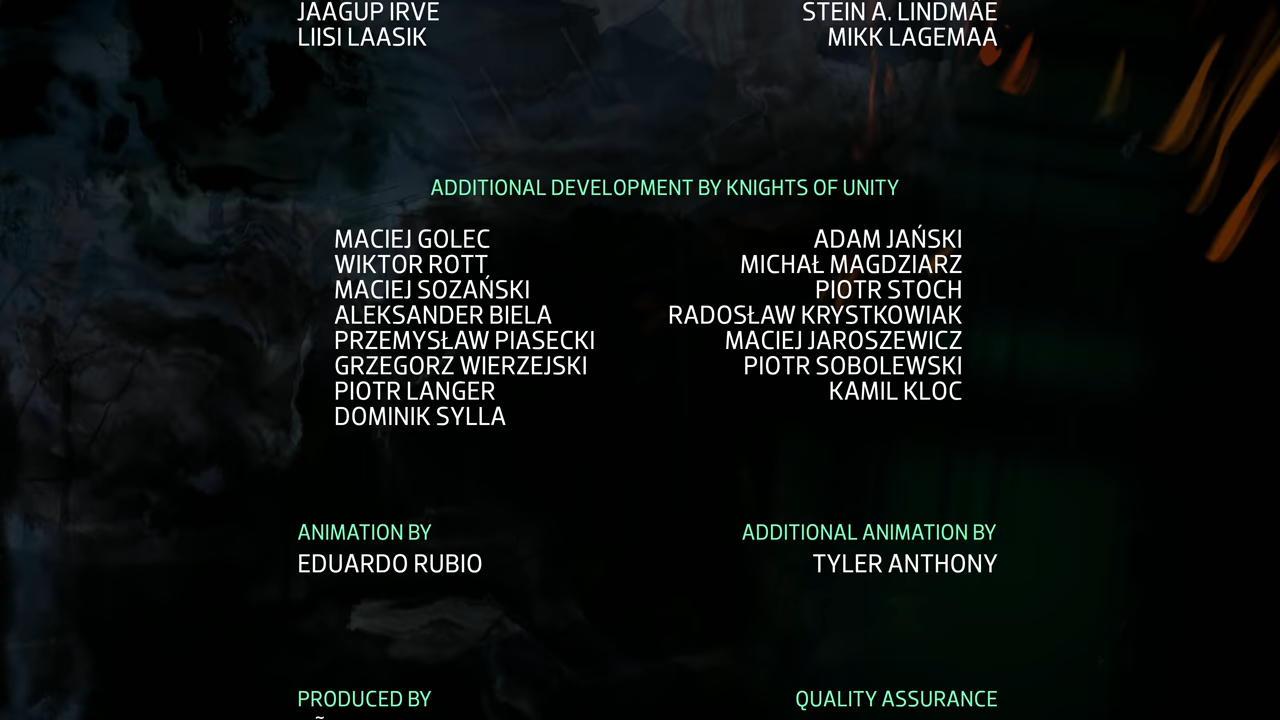 JAAGUP IRVE
LIISI LAASIK
STEIN A. LINDMÄE
MIKK LAGEMAA
ADDITIONAL DEVELOPMENT BY KNIGHTS OF UNITY
MACIEJ GOLEC
WIKTOR ROTT
MACIEJ SOZAŃSKI
ALEKSANDER BIELA
PRZEMYSŁAW PIASECKI
GRZEGORZ WIERZEJSKI
PIOTR LANGER
DOMINIK SYLLA
ADAM JAŃSKI
MICHAŁ MAGDZIARZ
PIOTR STOCH
RADOSŁAW KRYSTKOWIAK
MACIEJ JAROSZEWICZ
PIOTR SOBOLEWSKI
KAMIL KLOC
ANIMATION BY
EDUARDO RUBIO
ADDITIONAL ANIMATION BY
TYLER ANTHONY
PRODUCED BY
QUALITY ASSURANCE